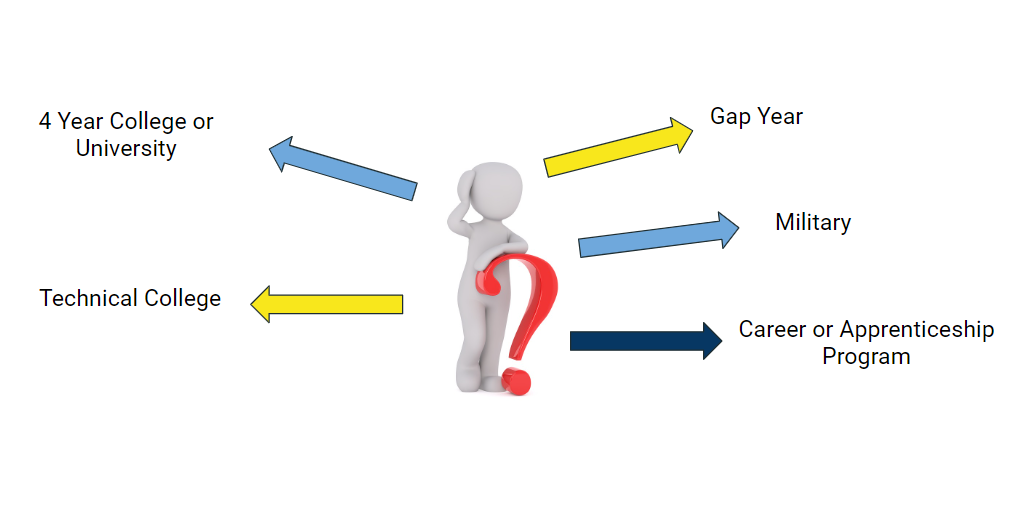 4 Year College or
University
Gap Year
Military
Technical College
Career or Apprenticeship
Program